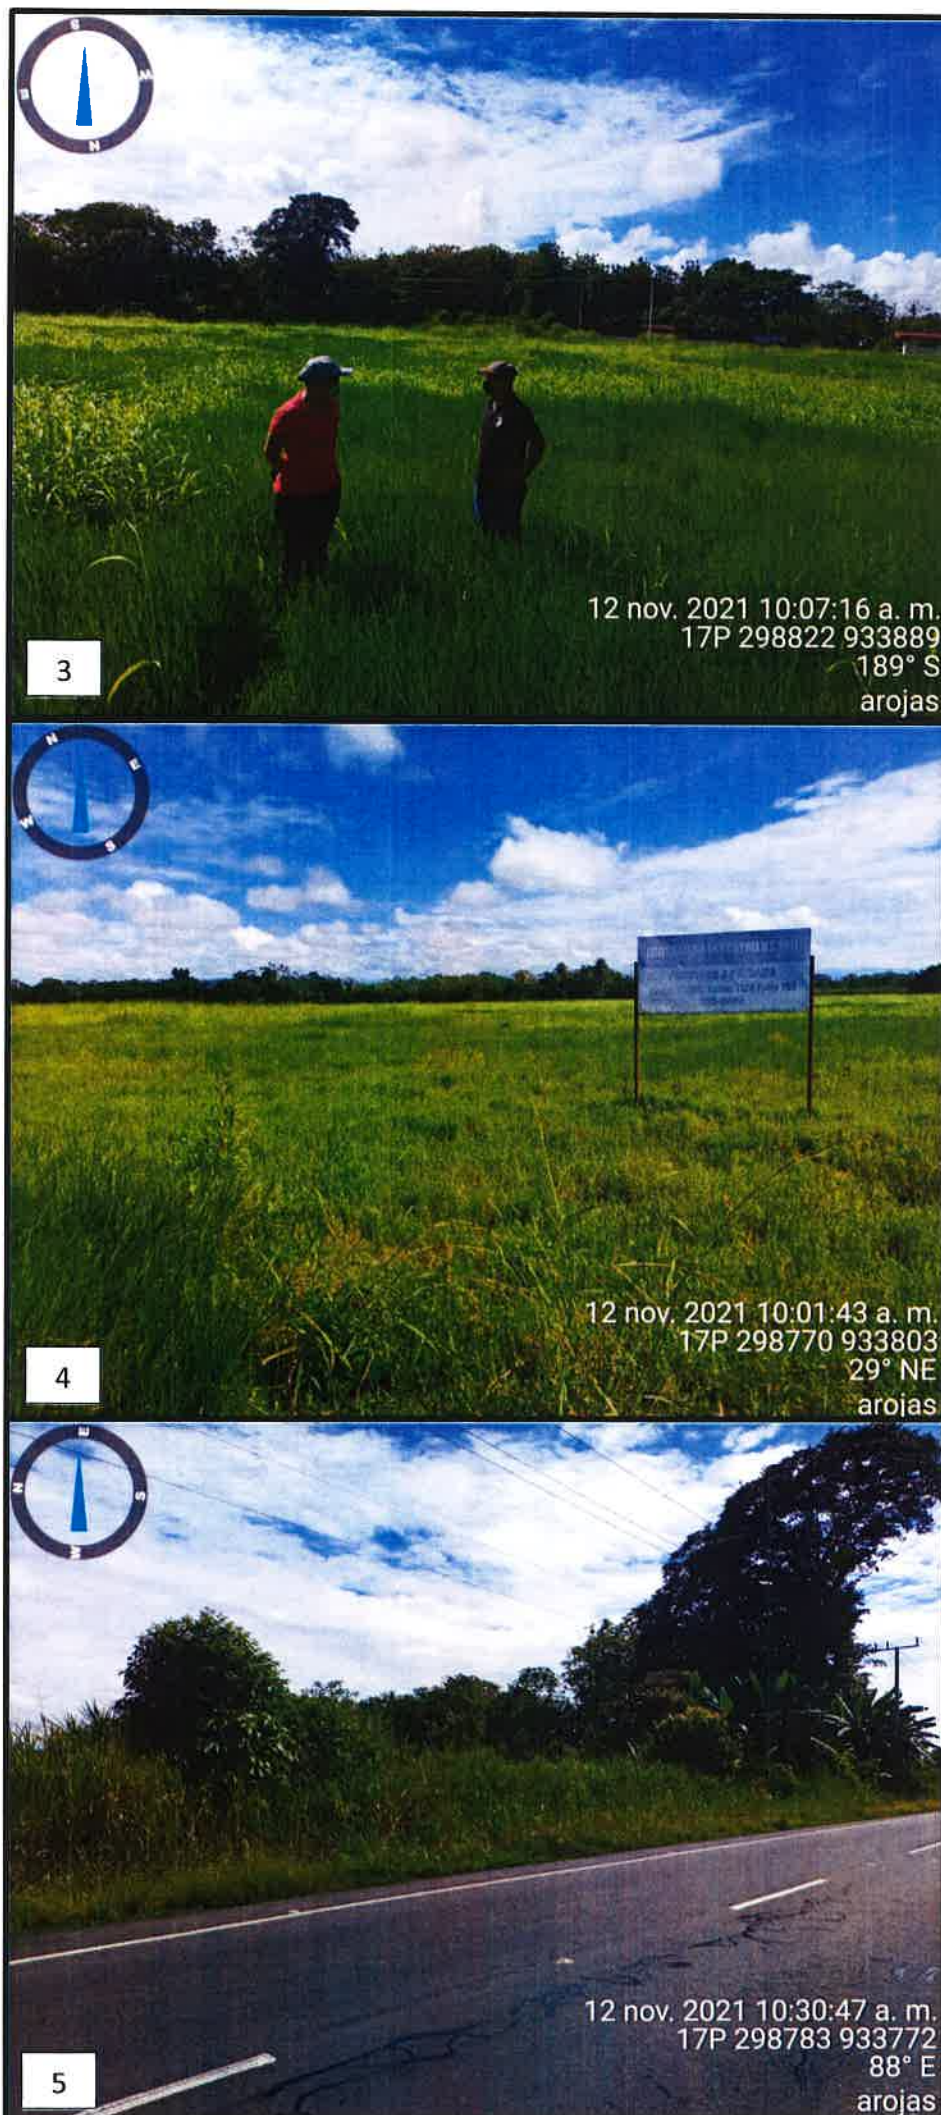 S
W
E
N
12 nov. 2021 10:07:16 a. m.
17P 298822 933889
189° S
arojas
3
N
E
W
S
12 nov. 2021 10:01:43 a. m.
17P 298770 933803
29° NE
arojas
4
E
N
S
W
12 nov. 2021 10:30:47 a. m.
17P 298783 933772
88° E
arojas
5